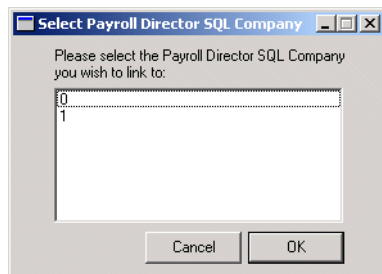 Select Payroll Director SQL Company
Please select the Payroll Director SQL Company
you wish to link to:
0
1
Cancel OK